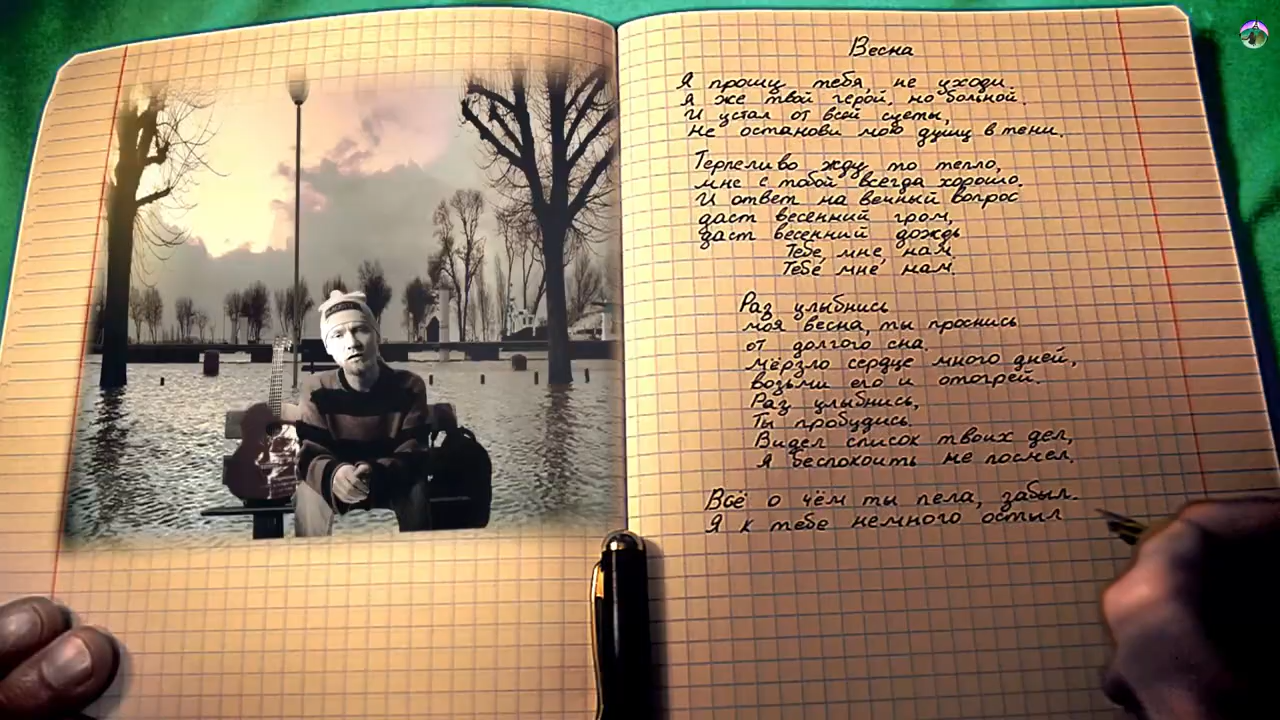 Весна
Я прошу тебя, не уходи.
Я же твой герой, но больной.
И устал от всей суеты,
Не останови мою душу в тени.
Терпеливо жду то тепло,
мне с тобой всегда хорошо.
И ответ на вечный вопрос
даст весенний гром,
даст весенний дождь
Тебе, мне, нам.
Тебе мне нам.
Раз улыбнись
моя весна, ты проснись
от долгого сна.
Мёрзло сердце много дней,
возьми его и отогрей.
Раз улыбнись,
Ты пробудись.
Видел список твоих дел,
Я беспокоить не посмел.
Всё о чём ты пела, забыл.
Я к тебе немного остыл